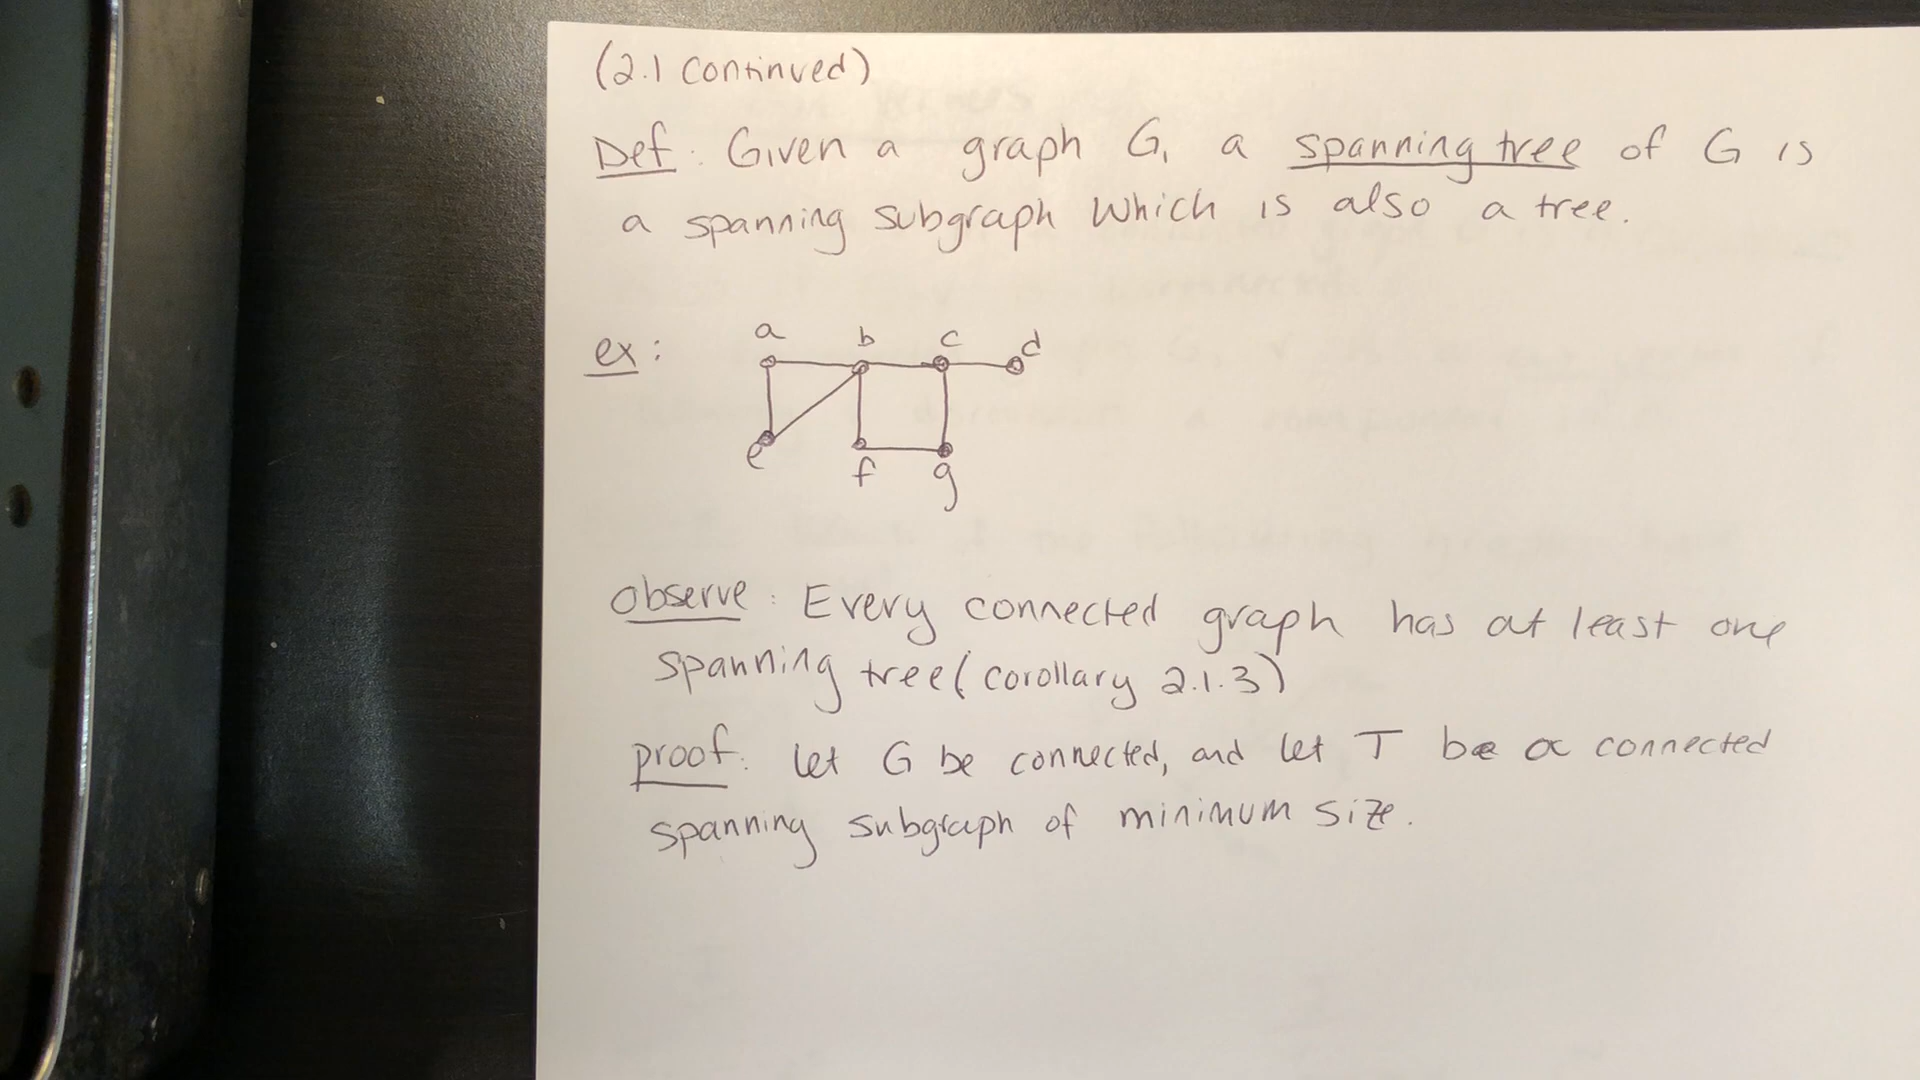 (2.1 continued)
Def: Given a graph G, a spanning tree of G is
a spanning subgraph which is also a tree.
ex:
a b c d
e f g
observe: Every connected graph has at least one
spanning tree (corollary 2.1.3)
proof: let G be connected, and let T be a connected
spanning subgraph of minimum size.